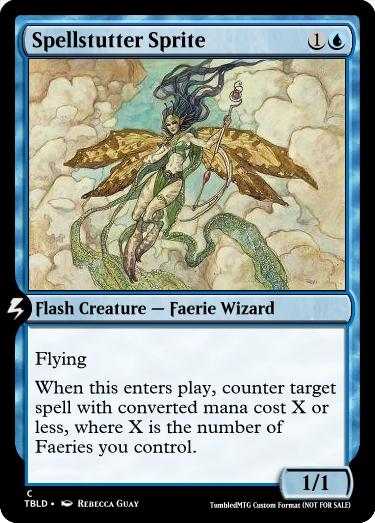 Spellstutter Sprite 1
Flash Creature — Faerie Wizard
Flying
When this enters play, counter target
spell with converted mana cost X or
less, where X is the number of
Faeries you control.
1/1
C
TBLD • Rebecca Guay
TumbledMTG Custom Format (NOT FOR SALE)